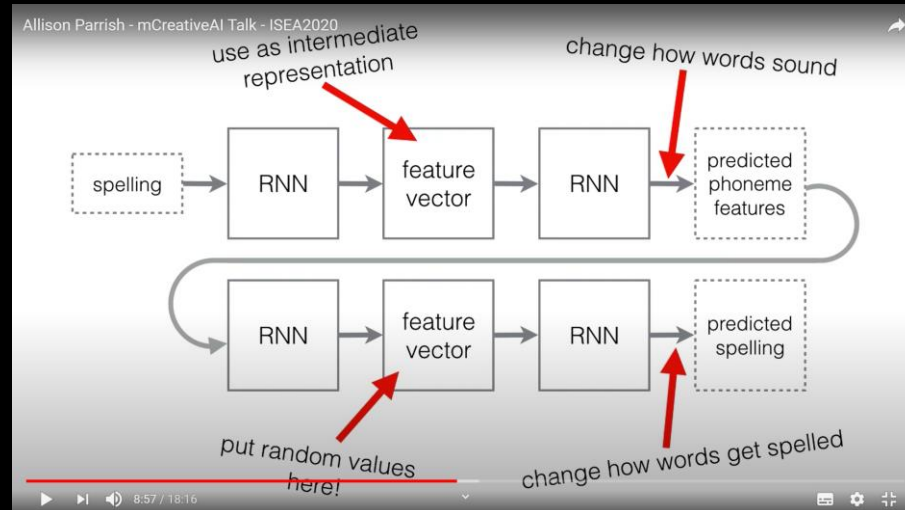 Allison Parrish - mCreativeAI Talk - ISEA2020
use as intermediate
representation
change how words sound
spelling
RNN
feature
vector
RNN
predicted
phoneme
features
RNN
feature
vector
RNN
predicted
spelling
put random values
here!
change how words get spelled
8:57 / 18:16